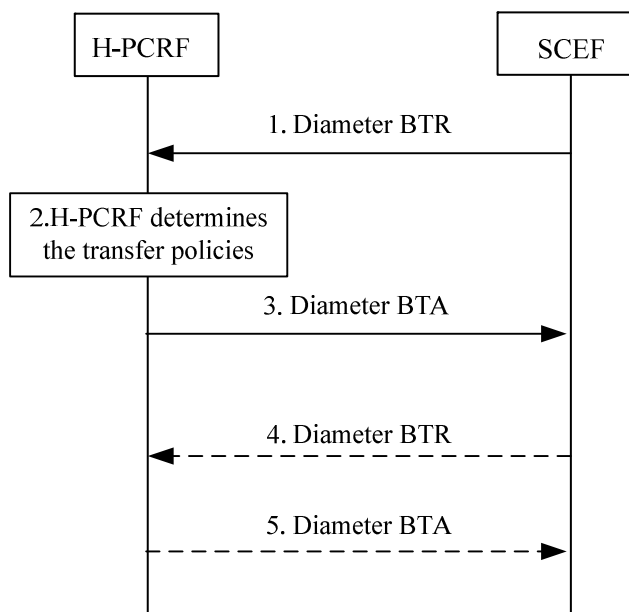 H-PCRF
SCEF
1. Diameter BTR
2.H-PCRF determines
the transfer policies
3. Diameter BTA
4. Diameter BTR
5. Diameter BTA